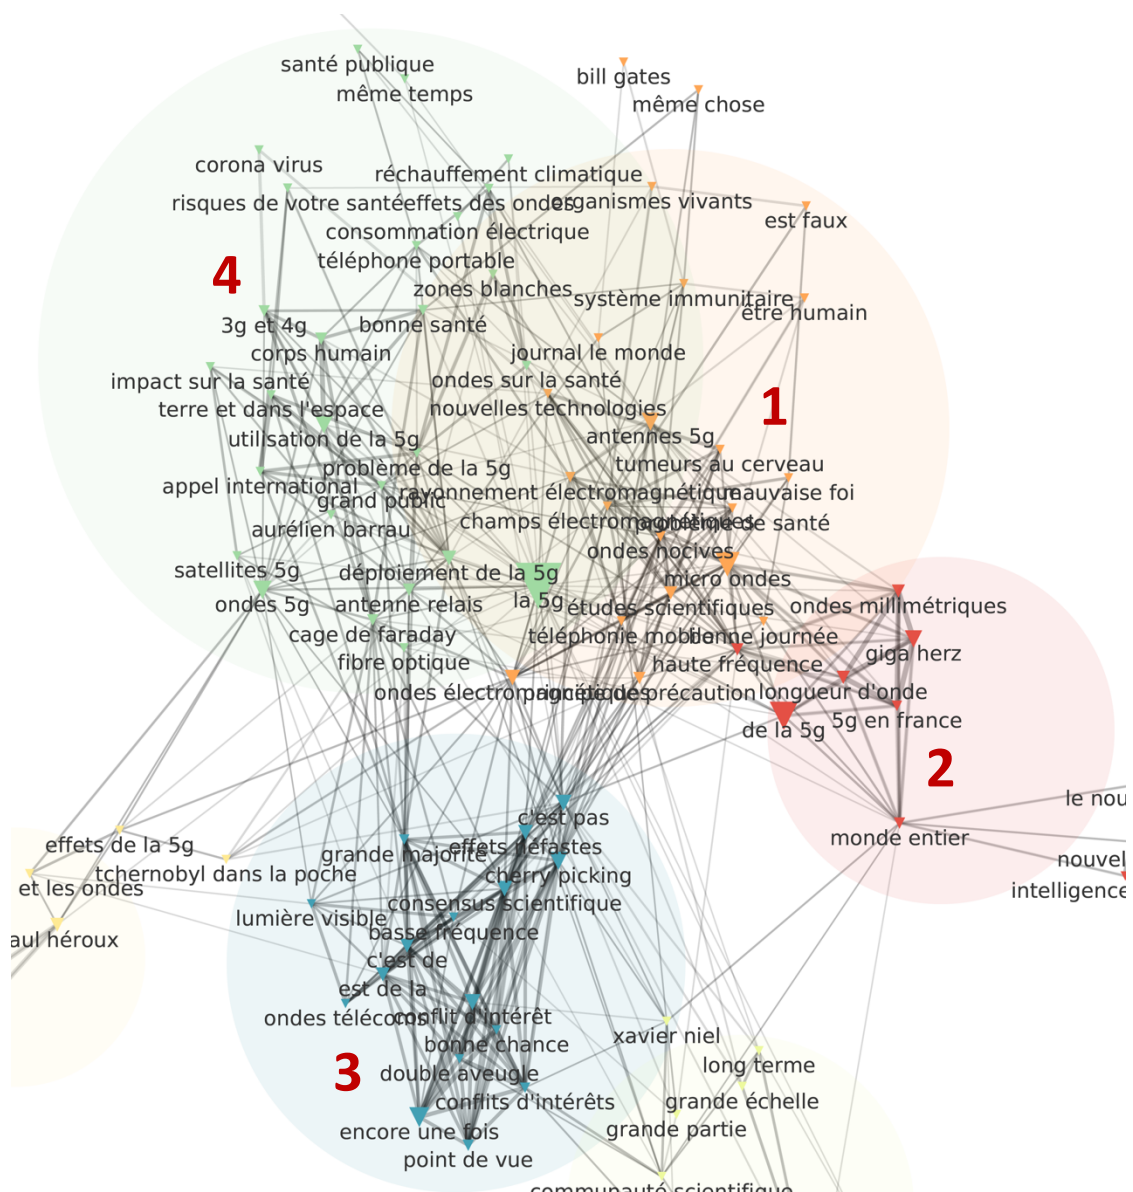 santé publique
même temps
bill gates
même chose
corona virus
réchauffement climatique
risques de votre santé
effets des ondes
organismes vivants
est faux
consommation électrique
téléphone portable
4
zones blanches
système immunitaire
être humain
3g et 4g
bonne santé
corps humain
journal le monde
impact sur la santé
ondes sur la santé
terre et dans l'espace
nouvelles technologies
1
utilisation de la 5g
antennes 5g
problème de la 5g
tumeurs au cerveau
appel international
grand public
rayonnement électromagnétique
mauvaise foi
aurélien barrau
champs électromagnétiques
problème de santé
ondes nocives
satellites 5g
déploiement de la 5g
micro ondes
ondes 5g
antenne relais
la 5g
études scientifiques
ondes millimétriques
cage de faraday
téléphonie mobile
bonne journée
fibre optique
haute fréquence
giga herz
ondes électromagnétiques
principe de précaution
longueur d'onde
de la 5g
5g en france
2
le nou
c'est pas
monde entier
effets de la 5g
grande majorité
effets néfastes
nouvel
tchernobyl dans la poche
cherry picking
et les ondes
intelligence
lumière visible
consensus scientifique
aul héroux
basse fréquence
c'est de
est de la
ondes télécoms
conflit d'intérêt
xavier niel
bonne chance
long terme
3
double aveugle
conflits d'intérêts
grande échelle
encore une fois
grande partie
point de vue
communauté scientifique